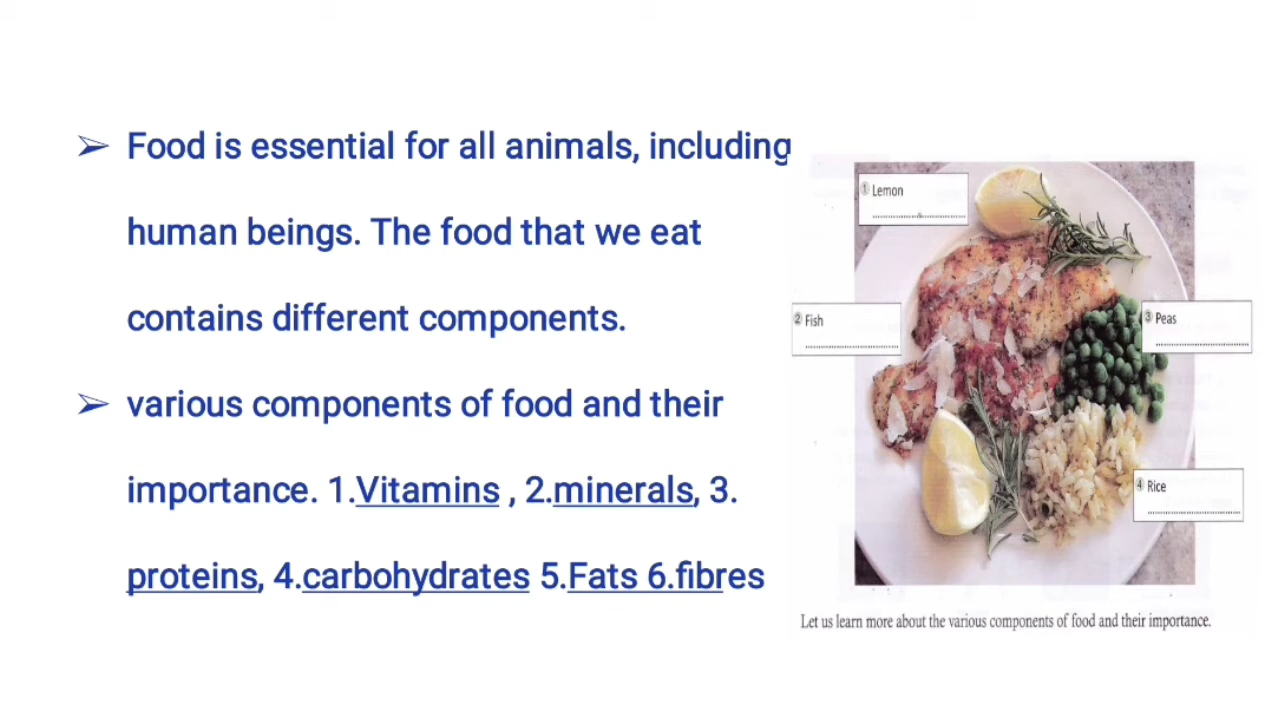 ➢ Food is essential for all animals, including
human beings. The food that we eat
contains different components.
➢ various components of food and their
importance. 1.Vitamins , 2.minerals, 3.
proteins, 4.carbohydrates 5.Fats 6.fibres
① Lemon
② Fish
③ Peas
④ Rice
Let us learn more about the various components of food and their importance.